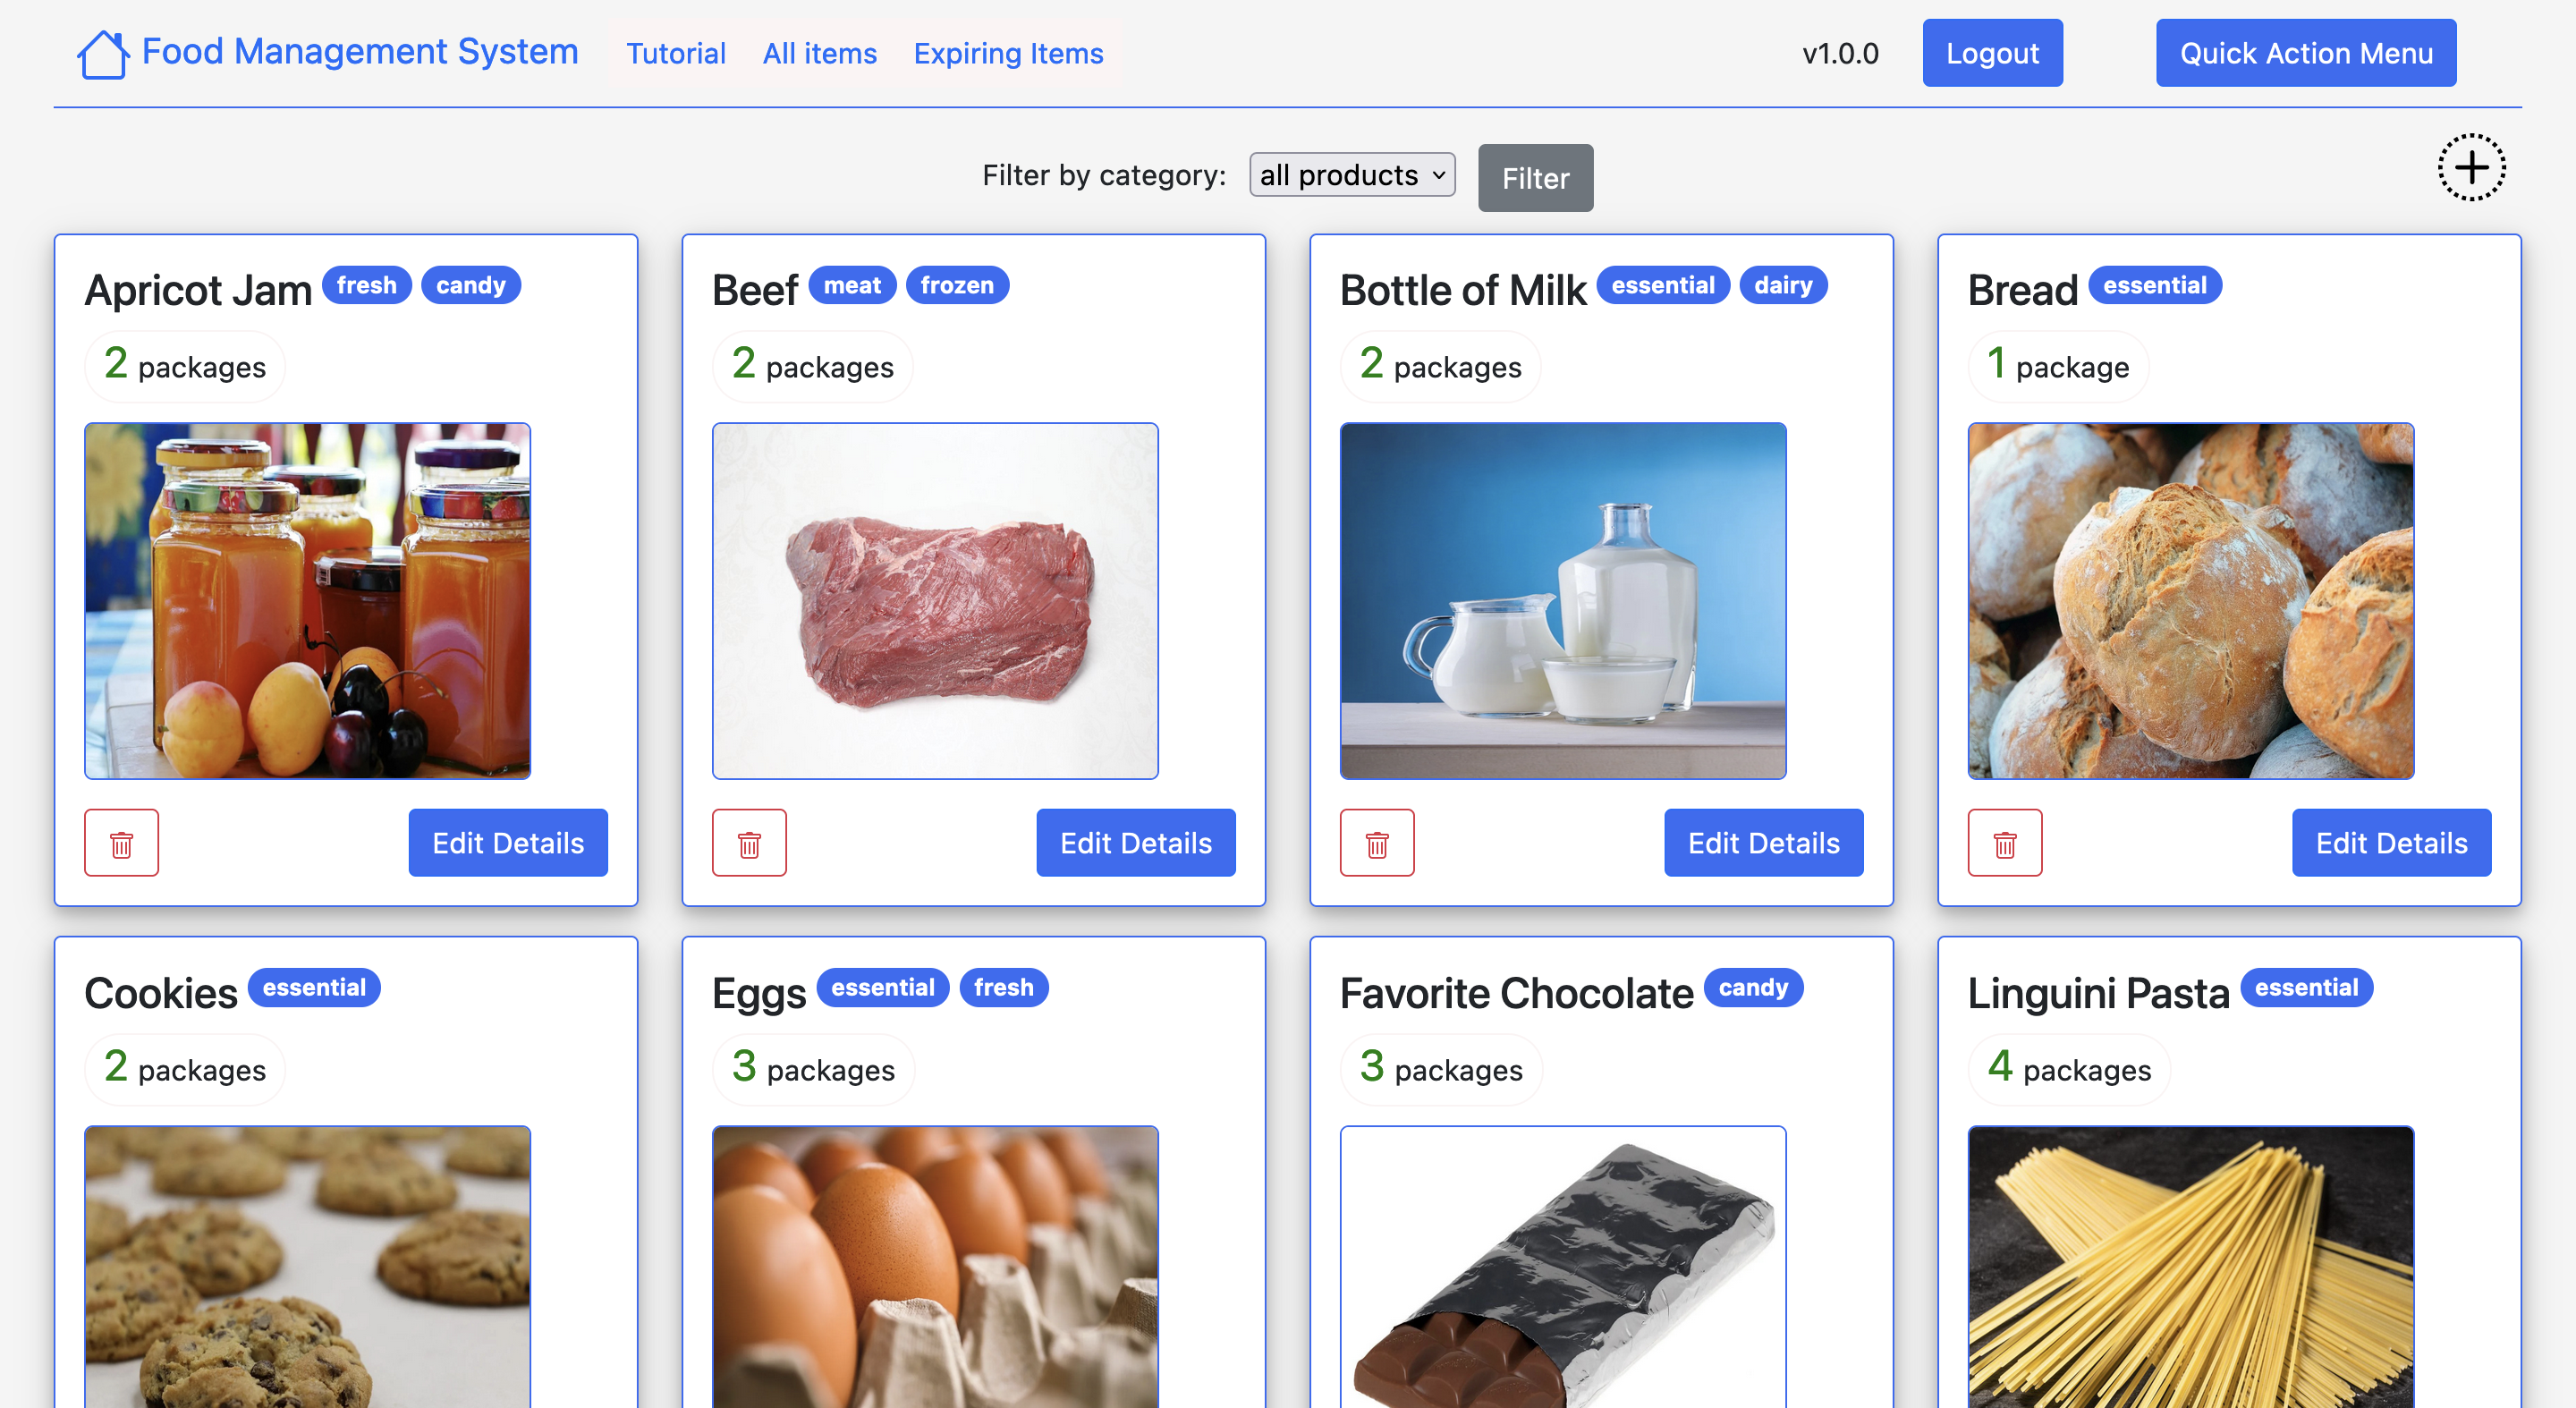 Food Management System Tutorial All items Expiring Items v1.0.0 Logout Quick Action Menu
Filter by category: all products Filter
Apricot Jam fresh candy
2 packages
Edit Details
Beef meat frozen
2 packages
Edit Details
Bottle of Milk essential dairy
2 packages
Edit Details
Bread essential
1 package
Edit Details
Cookies essential
2 packages
Eggs essential fresh
3 packages
Favorite Chocolate candy
3 packages
Linguini Pasta essential
4 packages